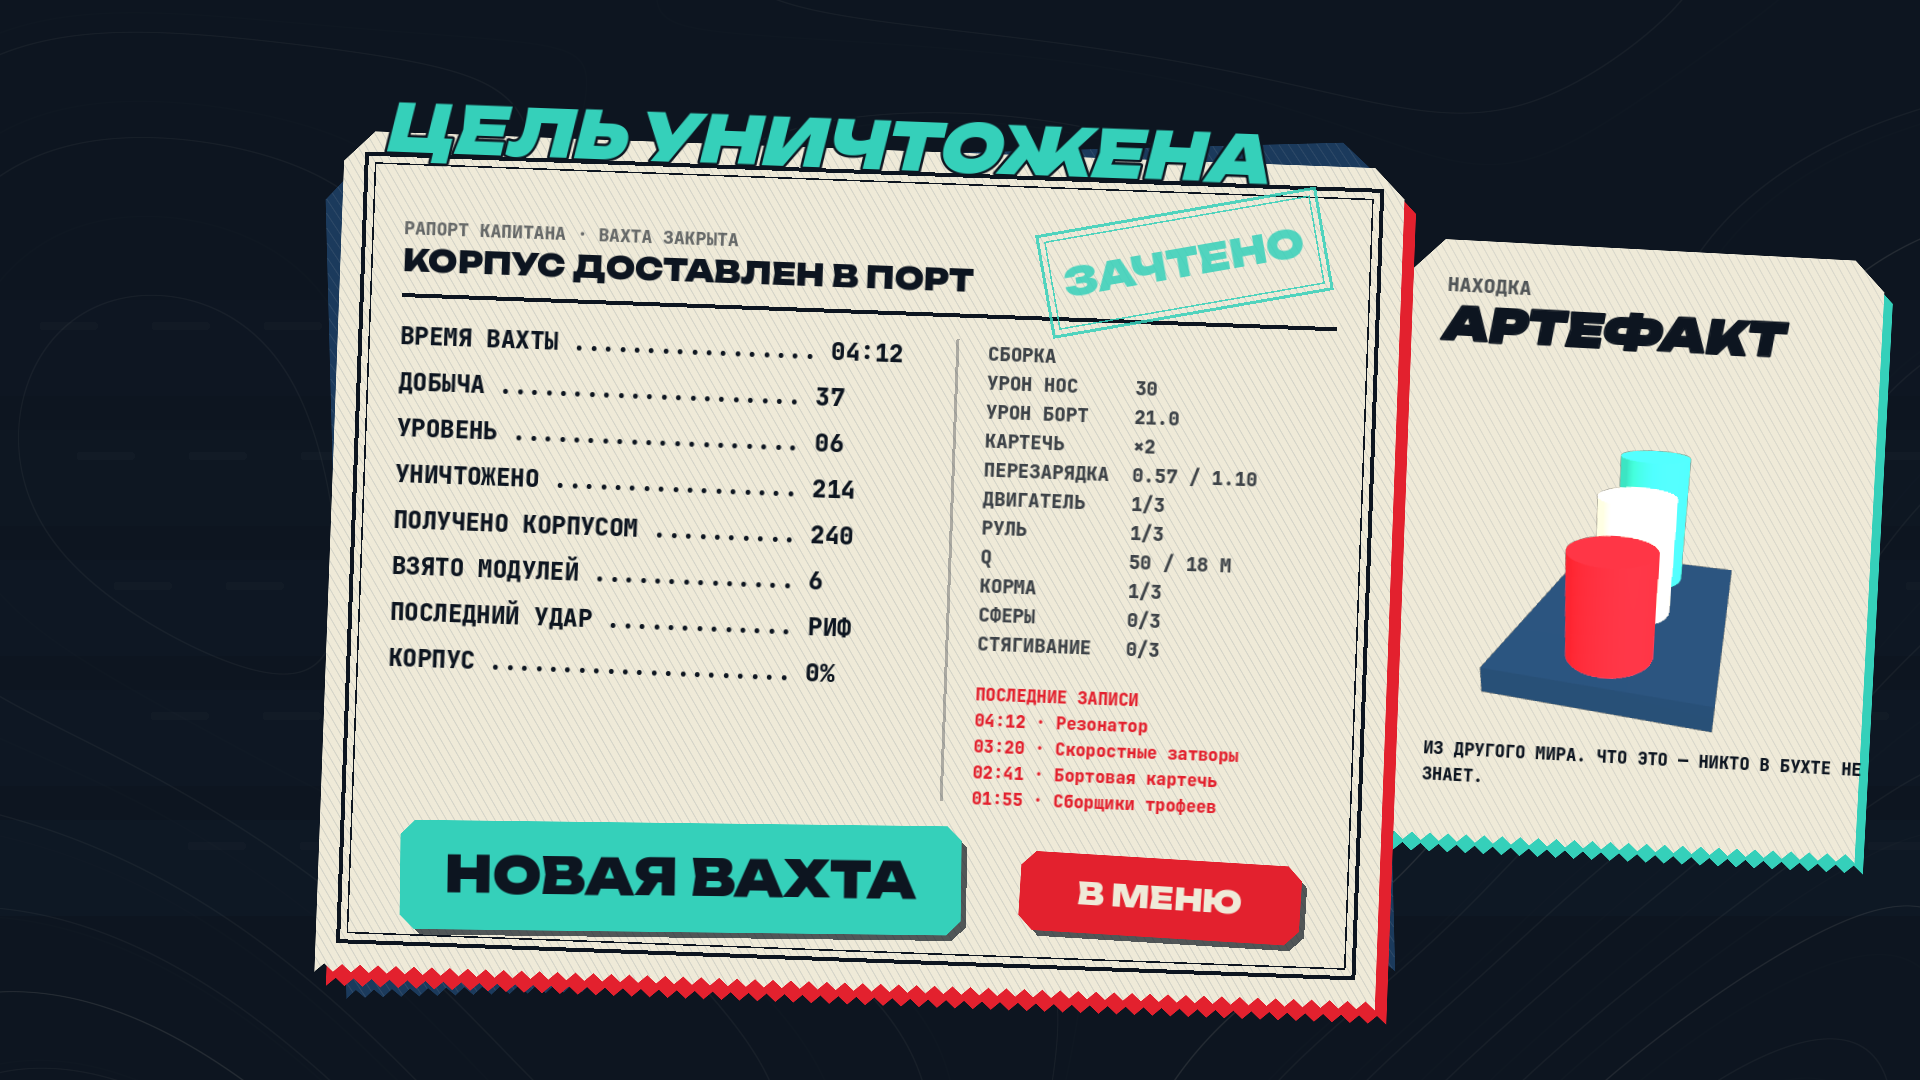 ЦЕЛЬ УНИЧТОЖЕНА
РАПОРТ КАПИТАНА · ВАХТА ЗАКРЫТА
КОРПУС ДОСТАВЛЕН В ПОРТ
ЗАЧТЕНО
ВРЕМЯ ВАХТЫ ................. 04:12
ДОБЫЧА ..................... 37
УРОВЕНЬ .................... 06
УНИЧТОЖЕНО ................. 214
ПОЛУЧЕНО КОРПУСОМ .......... 240
ВЗЯТО МОДУЛЕЙ .............. 6
ПОСЛЕДНИЙ УДАР ............. РИФ
КОРПУС ..................... 0%
СБОРКА
УРОН НОС 30
УРОН БОРТ 21.0
КАРТЕЧЬ ×2
ПЕРЕЗАРЯДКА 0.57 / 1.10
ДВИГАТЕЛЬ 1/3
РУЛЬ 1/3
Q 50 / 18 М
КОРМА 1/3
СФЕРЫ 0/3
СТЯГИВАНИЕ 0/3
ПОСЛЕДНИЕ ЗАПИСИ
04:12 · Резонатор
03:20 · Скоростные затворы
02:41 · Бортовая картечь
01:55 · Сборщики трофеев
НОВАЯ ВАХТА
В МЕНЮ
НАХОДКА
АРТЕФАКТ
ИЗ ДРУГОГО МИРА. ЧТО ЭТО — НИКТО В БУХТЕ НЕ
ЗНАЕТ.